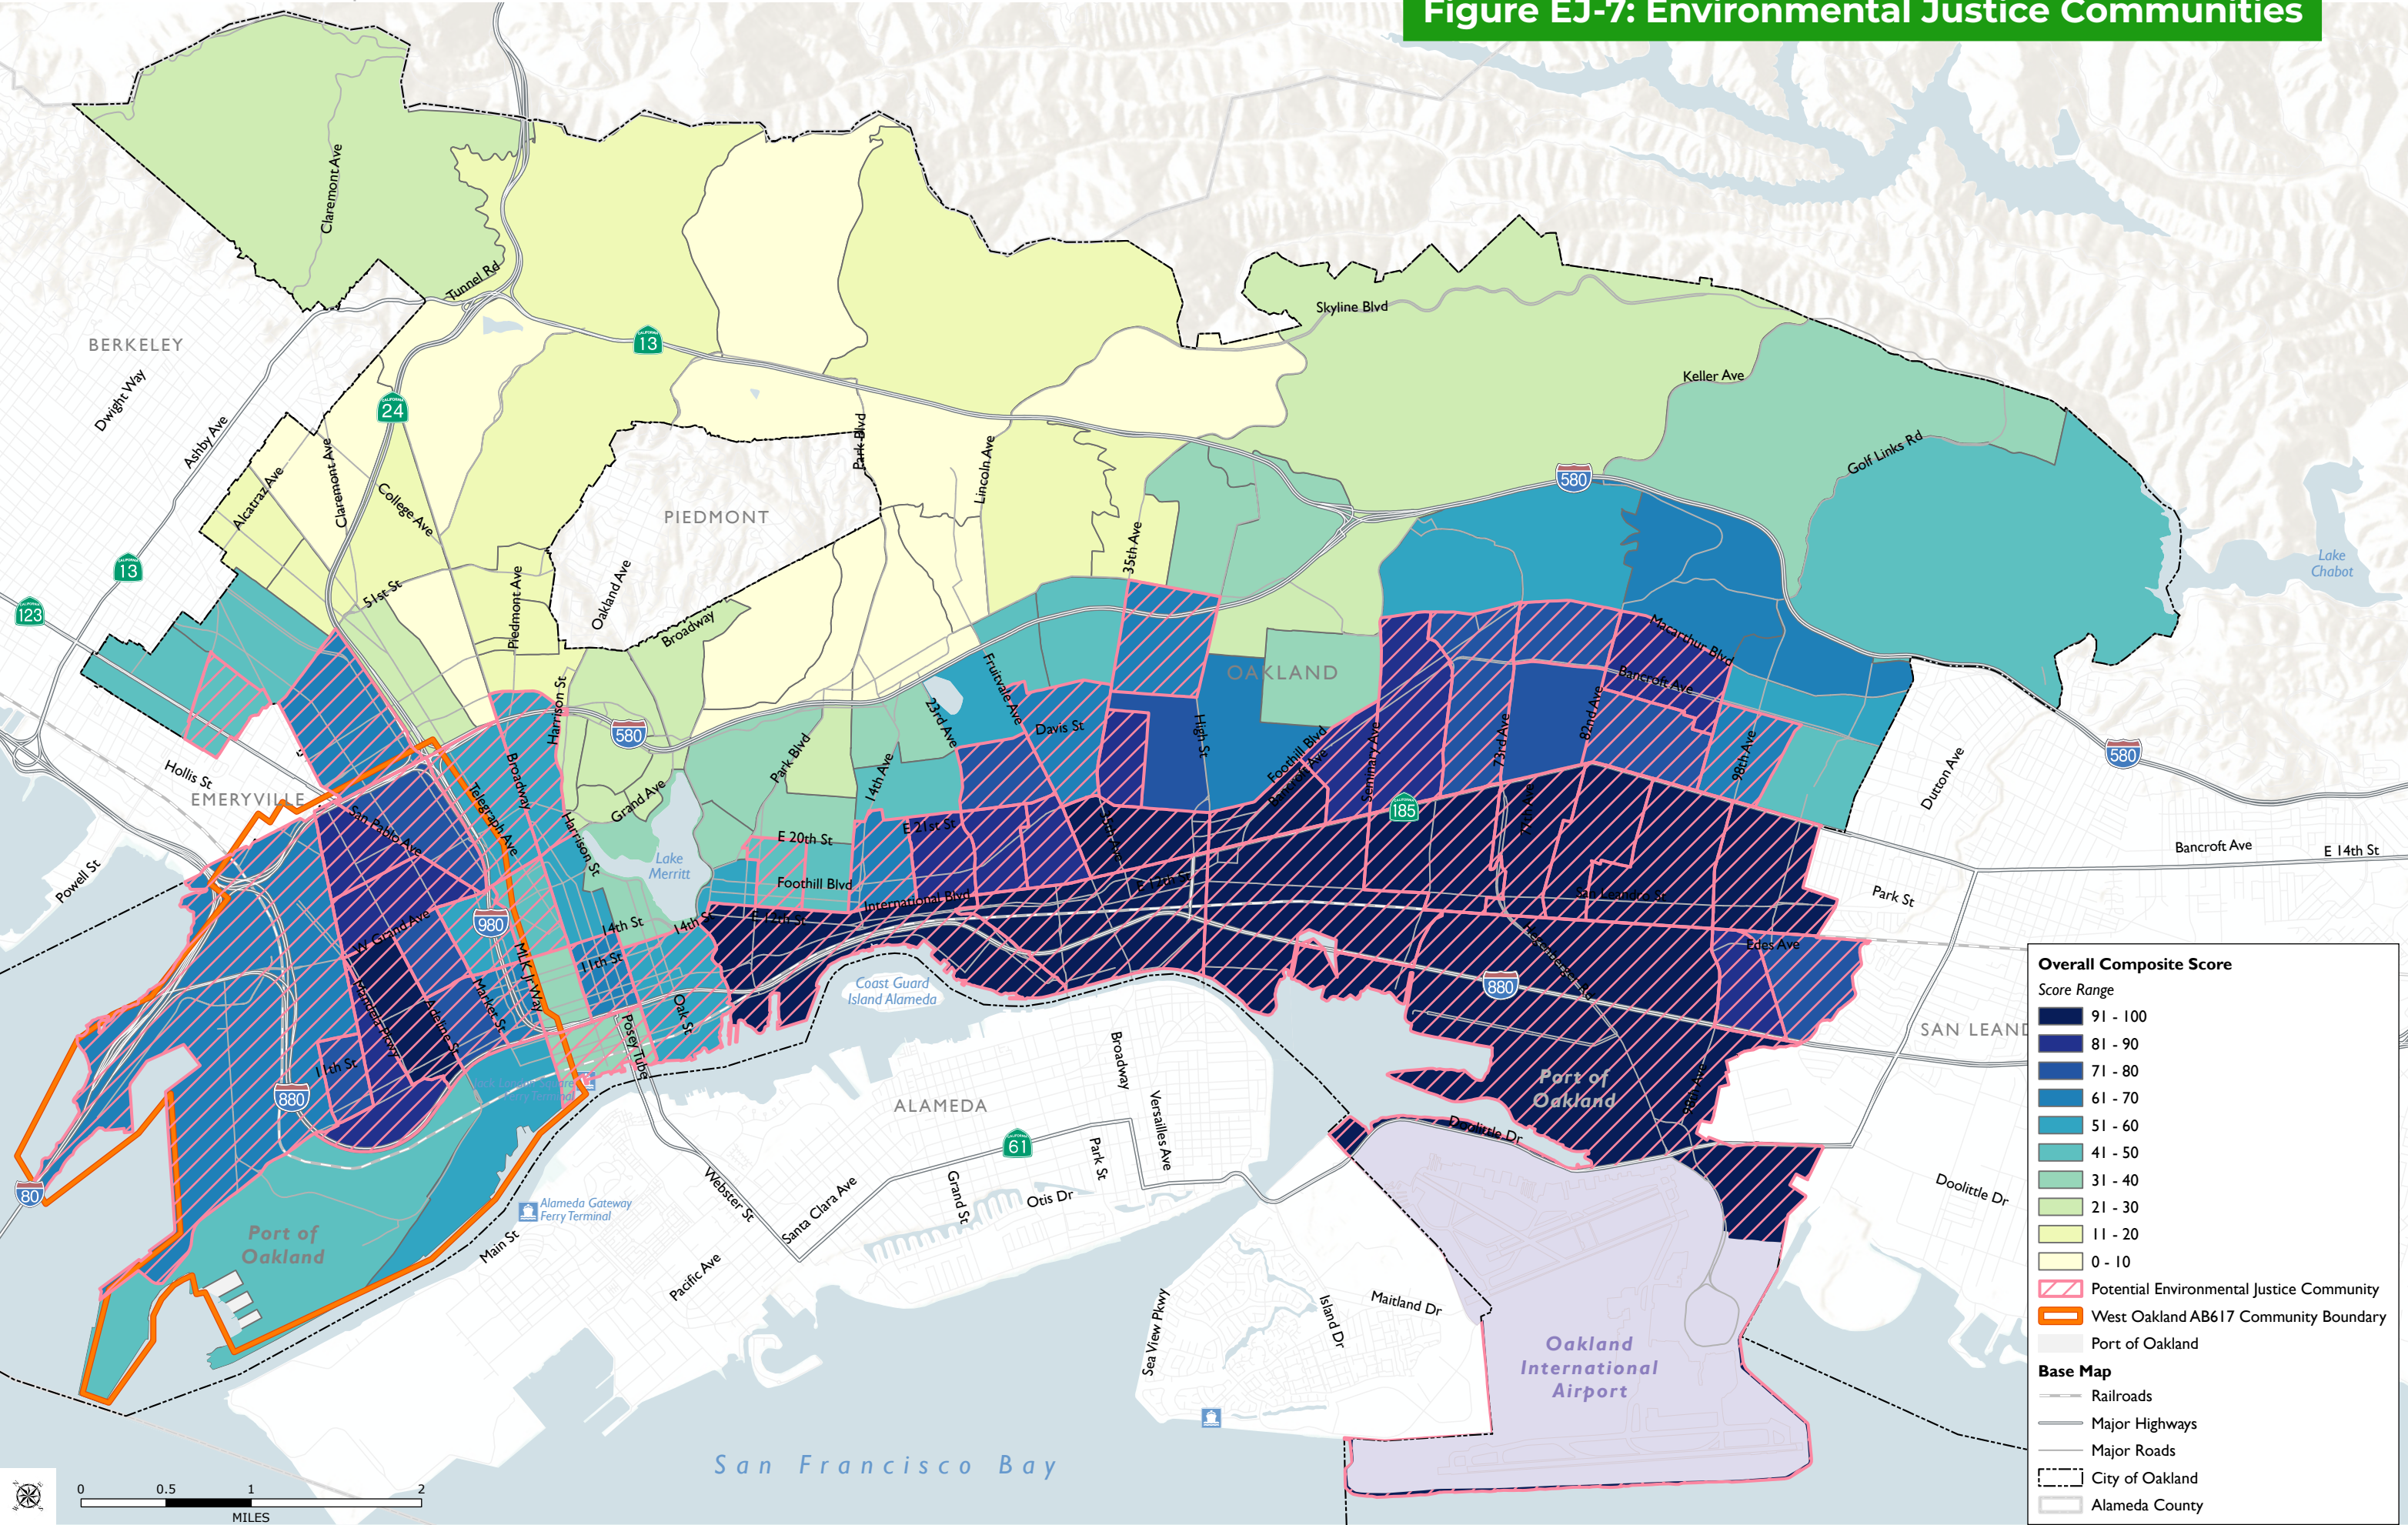 Figure EJ-7: Environmental Justice Communities
Claremont Ave
Tunnel Rd
BERKELEY
Dwight Way
Ashby Ave
13
24
Skyline Blvd
Keller Ave
Golf Links Rd
Alcatraz Ave
Claremont Ave
College Ave
PIEDMONT
Park Blvd
Lincoln Ave
35th Ave
580
Lake
Chabot
13
123
51st St
Piedmont Ave
Oakland Ave
Broadway
Harrison St
580
Fruitvale Ave
23rd Ave
Davis St
High St
OAKLAND
Macarthur Blvd
Bancroft Ave
82nd Ave
73rd Ave
98th Ave
Foothill Blvd
Bancroft Ave
Seminary Ave
185
580
Dutton Ave
Bancroft Ave
E 14th St
Park St
Hollis St
EMERYVILLE
Powell St
San Pablo Ave
Telegraph Ave
Broadway
Harrison St
Grand Ave
Park Blvd
14th Ave
Lake
Merritt
E 20th St
E 21st St
Foothill Blvd
International Blvd
E 12th St
E 12th St
San Leandro St
Edes Ave
W Grand Ave
980
MLK Jr Way
14th St
14th St
11th St
Market St
Adeline St
Mandela Pkwy
11th St
Oak St
Posey Tube
880
880
80
Coast Guard
Island Alameda
Port of
Oakland
Port of
Oakland
SAN LEAND
Doolittle Dr
Doolittle Dr
ALAMEDA
61
Broadway
Versailles Ave
Park St
Grand St
Otis Dr
Webster St
Santa Clara Ave
Pacific Ave
Main St
Alameda Gateway
Ferry Terminal
Sea View Pkwy
Island Dr
Maitland Dr
Oakland
International
Airport
San Francisco Bay
0 0.5 1 2
MILES
Overall Composite Score
Score Range
91 - 100
81 - 90
71 - 80
61 - 70
51 - 60
41 - 50
31 - 40
21 - 30
11 - 20
0 - 10
Potential Environmental Justice Community
West Oakland AB617 Community Boundary
Port of Oakland
Base Map
Railroads
Major Highways
Major Roads
City of Oakland
Alameda County